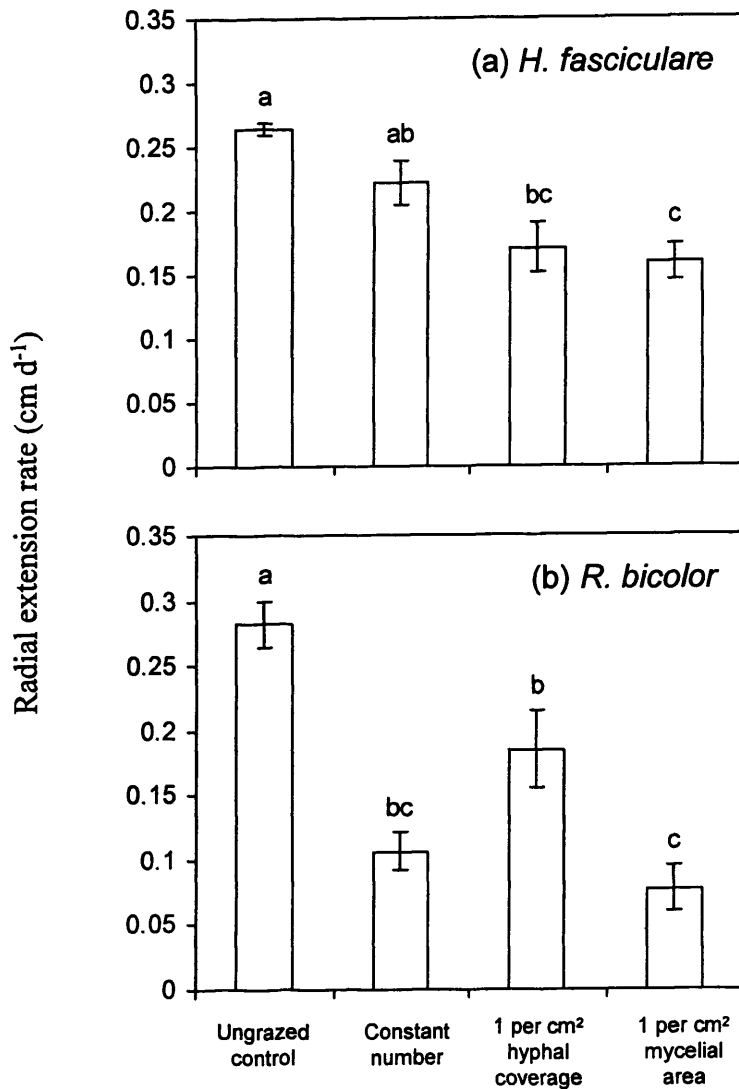 Radial extension rate (cm d⁻¹)
0.35
0.3
0.25
0.2
0.15
0.1
0.05
0
(a) H. fasciculare
a
ab
bc
c
0.35
0.3
0.25
0.2
0.15
0.1
0.05
0
(b) R. bicolor
a
bc
b
c
Ungrazed
control
Constant
number
1 per cm²
hyphal
coverage
1 per cm²
mycelial
area